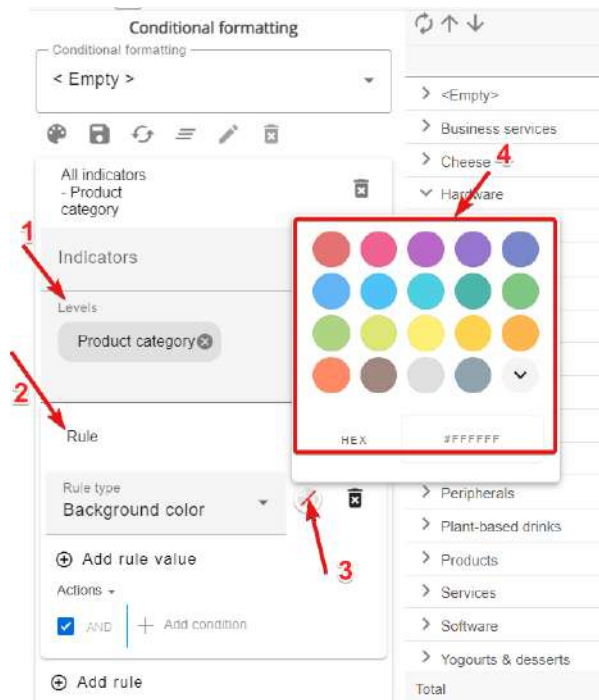 Conditional formatting
Conditional formatting
< Empty >
All indicators
- Product
category
1
Indicators
Levels
Product category
2
Rule
Rule type
Background color
3
Add rule value
Actions
AND
Add condition
Add rule
<Empty>
Business services
Cheese
4
Hardware
HEX
#FFFFFF
Peripherals
Plant-based drinks
Products
Services
Software
Yogourts & desserts
Total